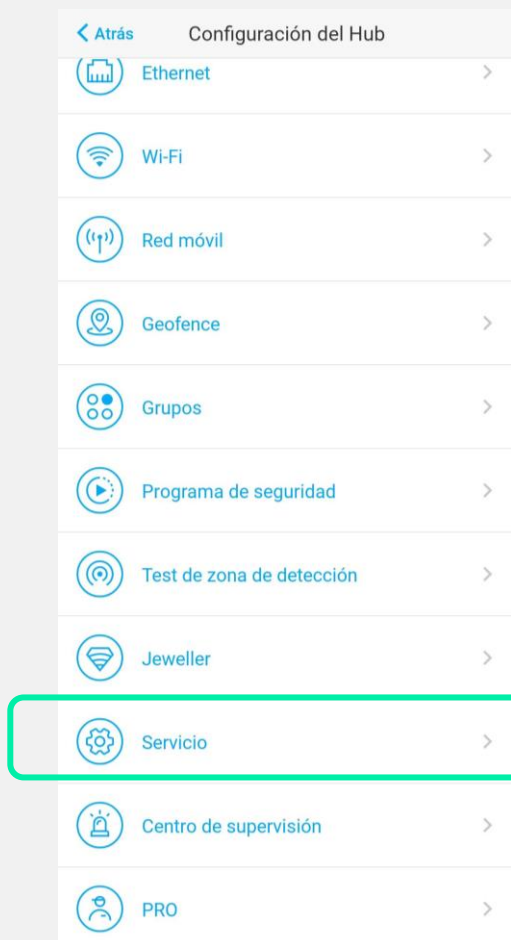 Atrás
Configuración del Hub
Ethernet
Wi-Fi
Red móvil
Geofence
Grupos
Programa de seguridad
Test de zona de detección
Jeweller
Servicio
Centro de supervisión
PRO